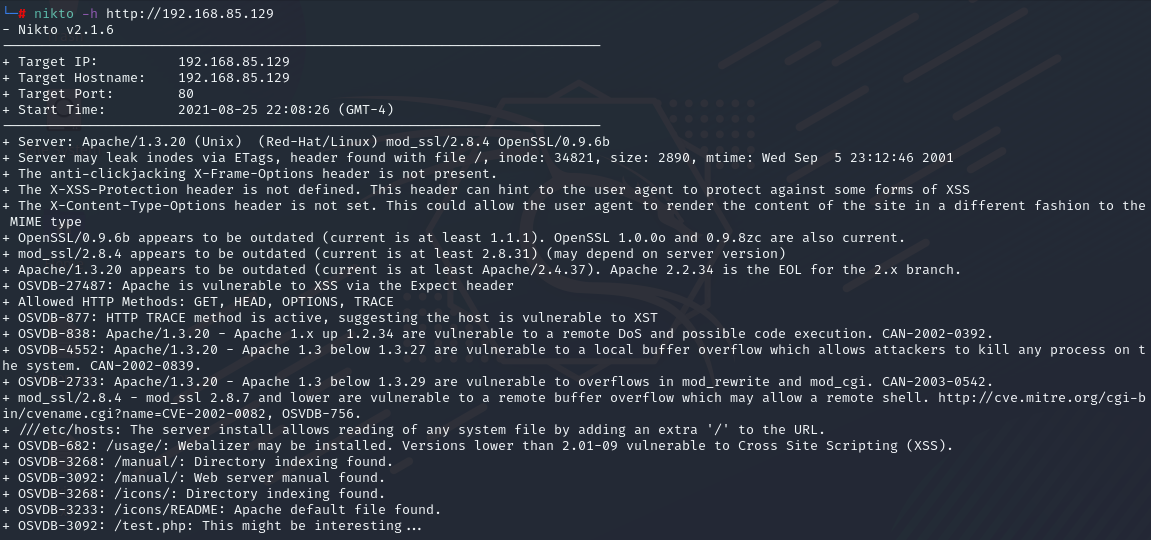 └─# nikto -h http://192.168.85.129
- Nikto v2.1.6
---------------------------------------------------------------------------
+ Target IP:          192.168.85.129
+ Target Hostname:    192.168.85.129
+ Target Port:        80
+ Start Time:         2021-08-25 22:08:26 (GMT-4)
---------------------------------------------------------------------------
+ Server: Apache/1.3.20 (Unix)  (Red-Hat/Linux) mod_ssl/2.8.4 OpenSSL/0.9.6b
+ Server may leak inodes via ETags, header found with file /, inode: 34821, size: 2890, mtime: Wed Sep  5 23:12:46 2001
+ The anti-clickjacking X-Frame-Options header is not present.
+ The X-XSS-Protection header is not defined. This header can hint to the user agent to protect against some forms of XSS
+ The X-Content-Type-Options header is not set. This could allow the user agent to render the content of the site in a different fashion to the
 MIME type
+ OpenSSL/0.9.6b appears to be outdated (current is at least 1.1.1). OpenSSL 1.0.0o and 0.9.8zc are also current.
+ mod_ssl/2.8.4 appears to be outdated (current is at least 2.8.31) (may depend on server version)
+ Apache/1.3.20 appears to be outdated (current is at least Apache/2.4.37). Apache 2.2.34 is the EOL for the 2.x branch.
+ OSVDB-27487: Apache is vulnerable to XSS via the Expect header
+ Allowed HTTP Methods: GET, HEAD, OPTIONS, TRACE
+ OSVDB-877: HTTP TRACE method is active, suggesting the host is vulnerable to XST
+ OSVDB-838: Apache/1.3.20 - Apache 1.x up 1.2.34 are vulnerable to a remote DoS and possible code execution. CAN-2002-0392.
+ OSVDB-4552: Apache/1.3.20 - Apache 1.3 below 1.3.27 are vulnerable to a local buffer overflow which allows attackers to kill any process on t
he system. CAN-2002-0839.
+ OSVDB-2733: Apache/1.3.20 - Apache 1.3 below 1.3.29 are vulnerable to overflows in mod_rewrite and mod_cgi. CAN-2003-0542.
+ mod_ssl/2.8.4 - mod_ssl 2.8.7 and lower are vulnerable to a remote buffer overflow which may allow a remote shell. http://cve.mitre.org/cgi-b
in/cvename.cgi?name=CVE-2002-0082, OSVDB-756.
+ ///etc/hosts: The server install allows reading of any system file by adding an extra '/' to the URL.
+ OSVDB-682: /usage/: Webalizer may be installed. Versions lower than 2.01-09 vulnerable to Cross Site Scripting (XSS).
+ OSVDB-3268: /manual/: Directory indexing found.
+ OSVDB-3092: /manual/: Web server manual found.
+ OSVDB-3268: /icons/: Directory indexing found.
+ OSVDB-3233: /icons/README: Apache default file found.
+ OSVDB-3092: /test.php: This might be interesting...